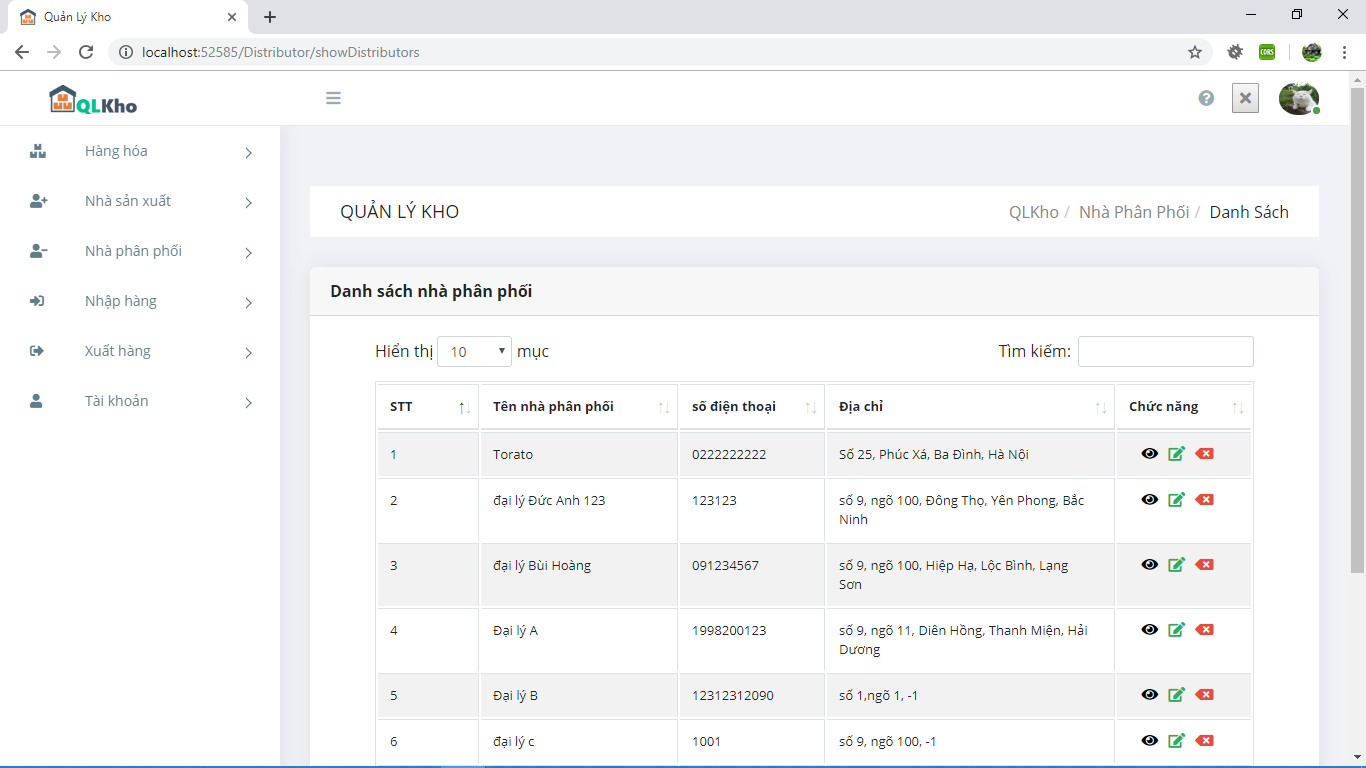 Quản Lý Kho
localhost:52585/Distributor/showDistributors
CORS
QLKho
Hàng hóa
Nhà sản xuất
Nhà phân phối
Nhập hàng
Xuất hàng
Tài khoản
QUẢN LÝ KHO
QLKho / Nhà Phân Phối / Danh Sách
Danh sách nhà phân phối
Hiển thị 10 mục
Tìm kiếm:
STT Tên nhà phân phối số điện thoại Địa chỉ Chức năng
1 Torato 0222222222 Số 25, Phúc Xá, Ba Đình, Hà Nội
2 đại lý Đức Anh 123 123123 số 9, ngõ 100, Đông Thọ, Yên Phong, Bắc
Ninh
3 đại lý Bùi Hoàng 091234567 số 9, ngõ 100, Hiệp Hạ, Lộc Bình, Lạng
Sơn
4 Đại lý A 1998200123 số 9, ngõ 11, Diên Hồng, Thanh Miện, Hải
Dương
5 Đại lý B 12312312090 số 1,ngõ 1, -1
6 đại lý c 1001 số 9, ngõ 100, -1